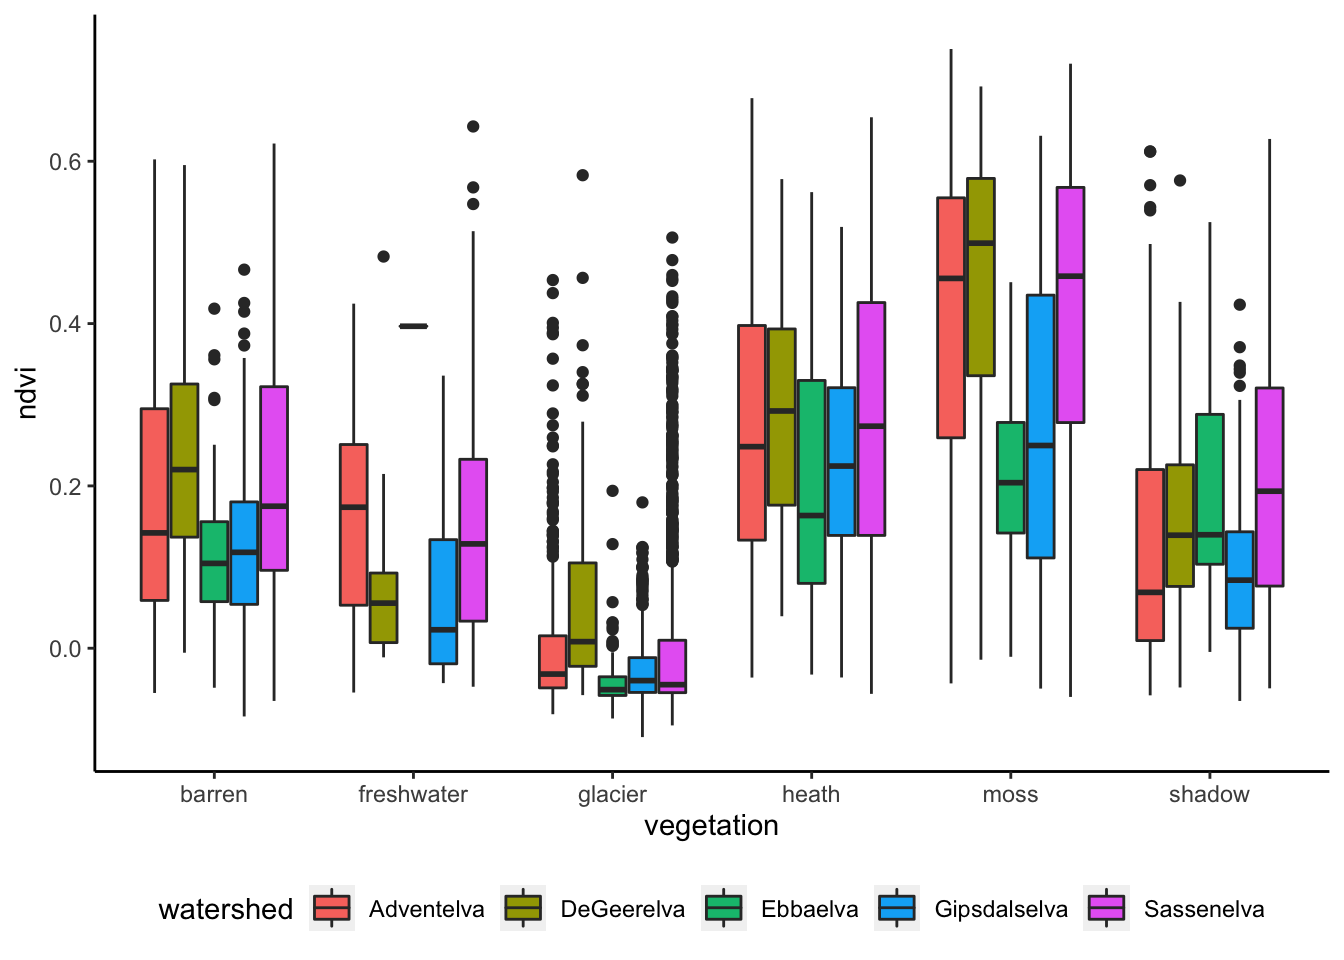 0.6
0.4
0.2
0.0
ndvi
barren freshwater glacier heath moss shadow
vegetation
watershed Adventelva DeGeerelva Ebbaelva Gipsdalselva Sassenelva